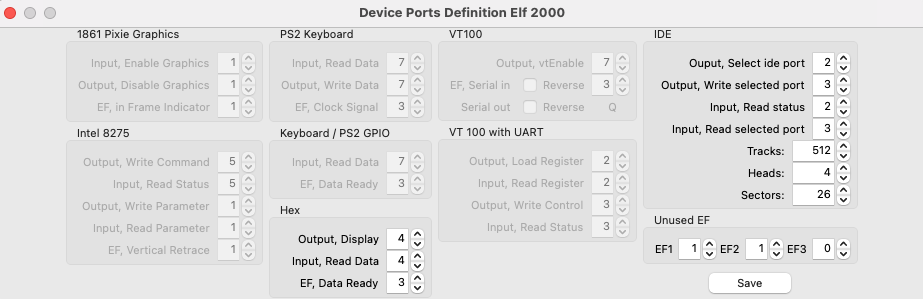 Device Ports Definition Elf 2000
1861 Pixie Graphics
Input, Enable Graphics 1
Output, Disable Graphics 1
EF, in Frame Indicator 1
Intel 8275
Output, Write Command 5
Input, Read Status 5
Output, Write Parameter 1
Input, Read Parameter 1
EF, Vertical Retrace 1
PS2 Keyboard
Input, Read Data 7
Output, Write Data 7
EF, Clock Signal 3
Keyboard / PS2 GPIO
Input, Read Data 7
EF, Data Ready 3
Hex
Output, Display 4
Input, Read Data 4
EF, Data Ready 3
VT100
Output, vtEnable 7
EF, Serial in Reverse 3
Serial out Reverse Q
VT 100 with UART
Output, Load Register 2
Input, Read Register 2
Output, Write Control 3
Input, Read Status 3
IDE
Ouput, Select ide port 2
Output, Write selected port 3
Input, Read status 2
Input, Read selected port 3
Tracks: 512
Heads: 4
Sectors: 26
Unused EF
EF1 1 EF2 1 EF3 0
Save